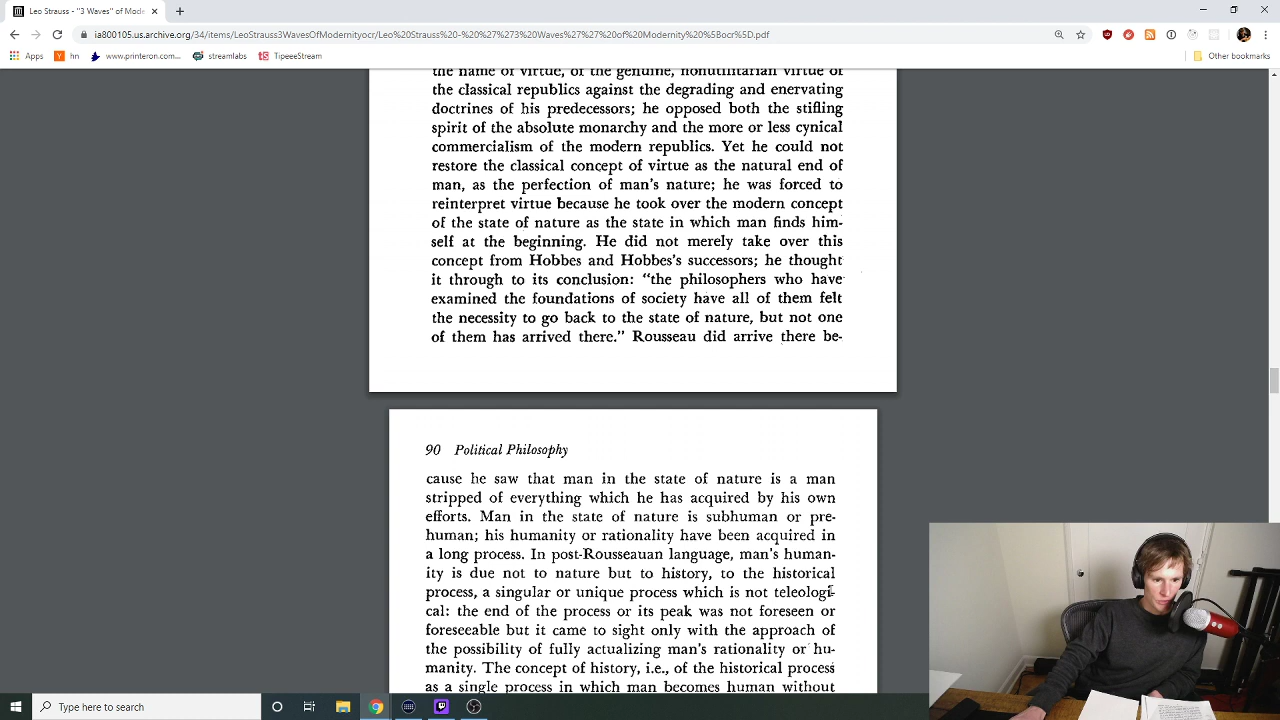 Leo Strauss - "3 Waves" of Mode
ia800105.us.archive.org/34/items/LeoStrauss3WavesOfModernityocr/Leo%20Strauss%20-%20%27%273%20Waves%27%27%20of%20Modernity%20%5Bocr%5D.pdf
Apps hn www.printeron.com... streamlabs TipeeeStream Other bookmarks
the name of virtue, of the genuine, nonutilitarian virtue of
the classical republics against the degrading and enervating
doctrines of his predecessors; he opposed both the stifling
spirit of the absolute monarchy and the more or less cynical
commercialism of the modern republics. Yet he could not
restore the classical concept of virtue as the natural end of
man, as the perfection of man's nature; he was forced to
reinterpret virtue because he took over the modern concept
of the state of nature as the state in which man finds him-
self at the beginning. He did not merely take over this
concept from Hobbes and Hobbes's successors; he thought
it through to its conclusion: "the philosophers who have
examined the foundations of society have all of them felt
the necessity to go back to the state of nature, but not one
of them has arrived there." Rousseau did arrive there be-
90 Political Philosophy
cause he saw that man in the state of nature is a man
stripped of everything which he has acquired by his own
efforts. Man in the state of nature is subhuman or pre-
human; his humanity or rationality have been acquired in
a long process. In post-Rousseauan language, man's human-
ity is due not to nature but to history, to the historical
process, a singular or unique process which is not teleologi-
cal: the end of the process or its peak was not foreseen or
foreseeable but it came to sight only with the approach of
the possibility of fully actualizing man's rationality or hu-
manity. The concept of history, i.e., of the historical process
as a single process in which man becomes human without
Type here to search